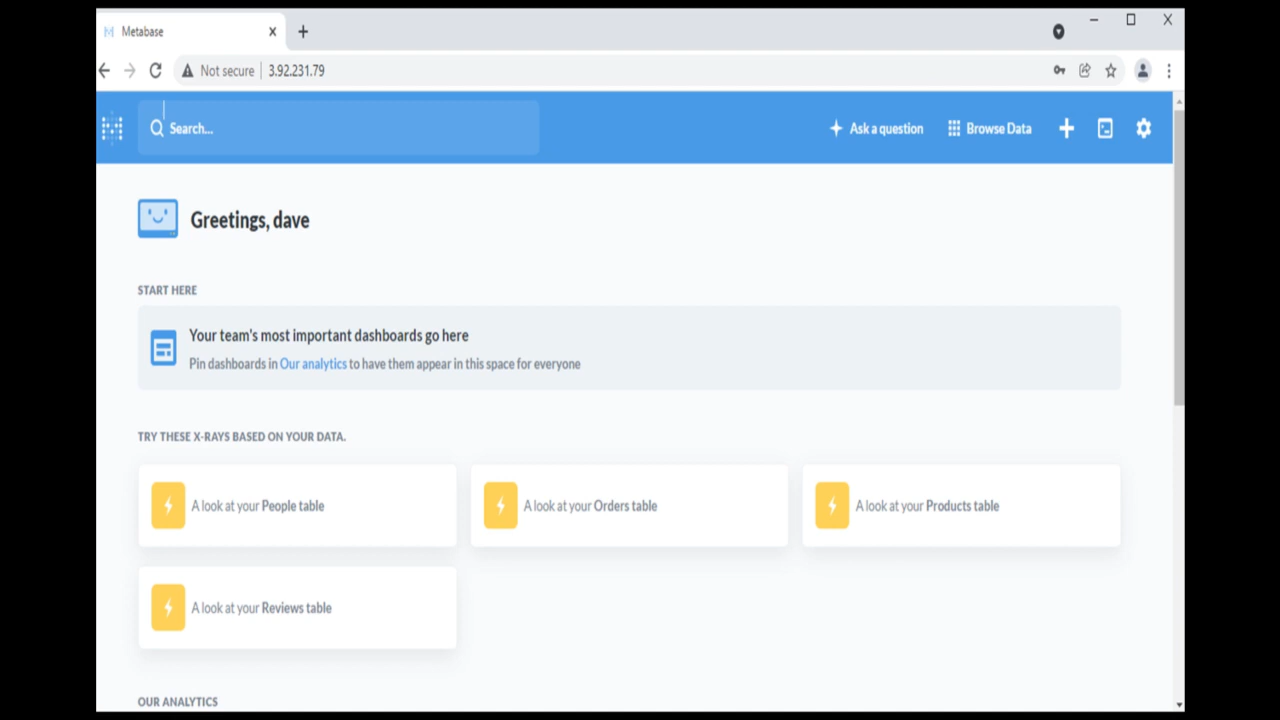 Metabase
Not secure 3.92.231.79
Search...
Ask a question
Browse Data
Greetings, dave
START HERE
Your team's most important dashboards go here
Pin dashboards in Our analytics to have them appear in this space for everyone
TRY THESE X-RAYS BASED ON YOUR DATA.
A look at your People table
A look at your Orders table
A look at your Products table
A look at your Reviews table
OUR ANALYTICS